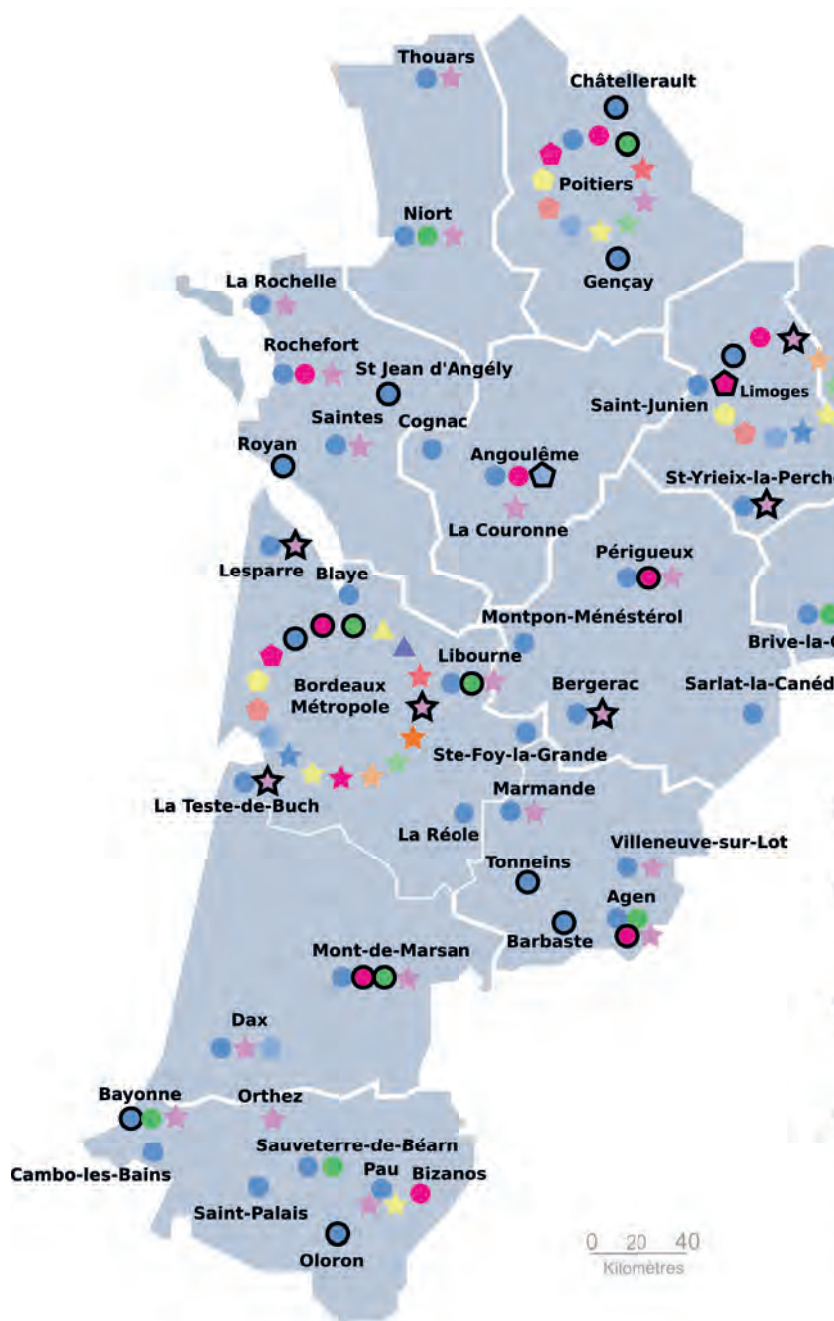 Thouars
Châtellerault
Poitiers
Niort
Gençay
La Rochelle
Rochefort
St Jean d'Angély
Saint-Junien
Limoges
Saintes
Cognac
Royan
Angoulême
St-Yrieix-la-Perch
La Couronne
Périgueux
Lesparre
Blaye
Montpon-Ménéstérol
Brive-la-G
Libourne
Bordeaux
Métropole
Bergerac
Sarlat-la-Canéd
Ste-Foy-la-Grande
La Teste-de-Buch
Marmande
La Réole
Villeneuve-sur-Lot
Tonneins
Agen
Barbaste
Mont-de-Marsan
Dax
Bayonne
Orthez
Sauveterre-de-Béarn
Cambo-les-Bains
Pau
Bizanos
Saint-Palais
Oloron
0 20 40
Kilomètres